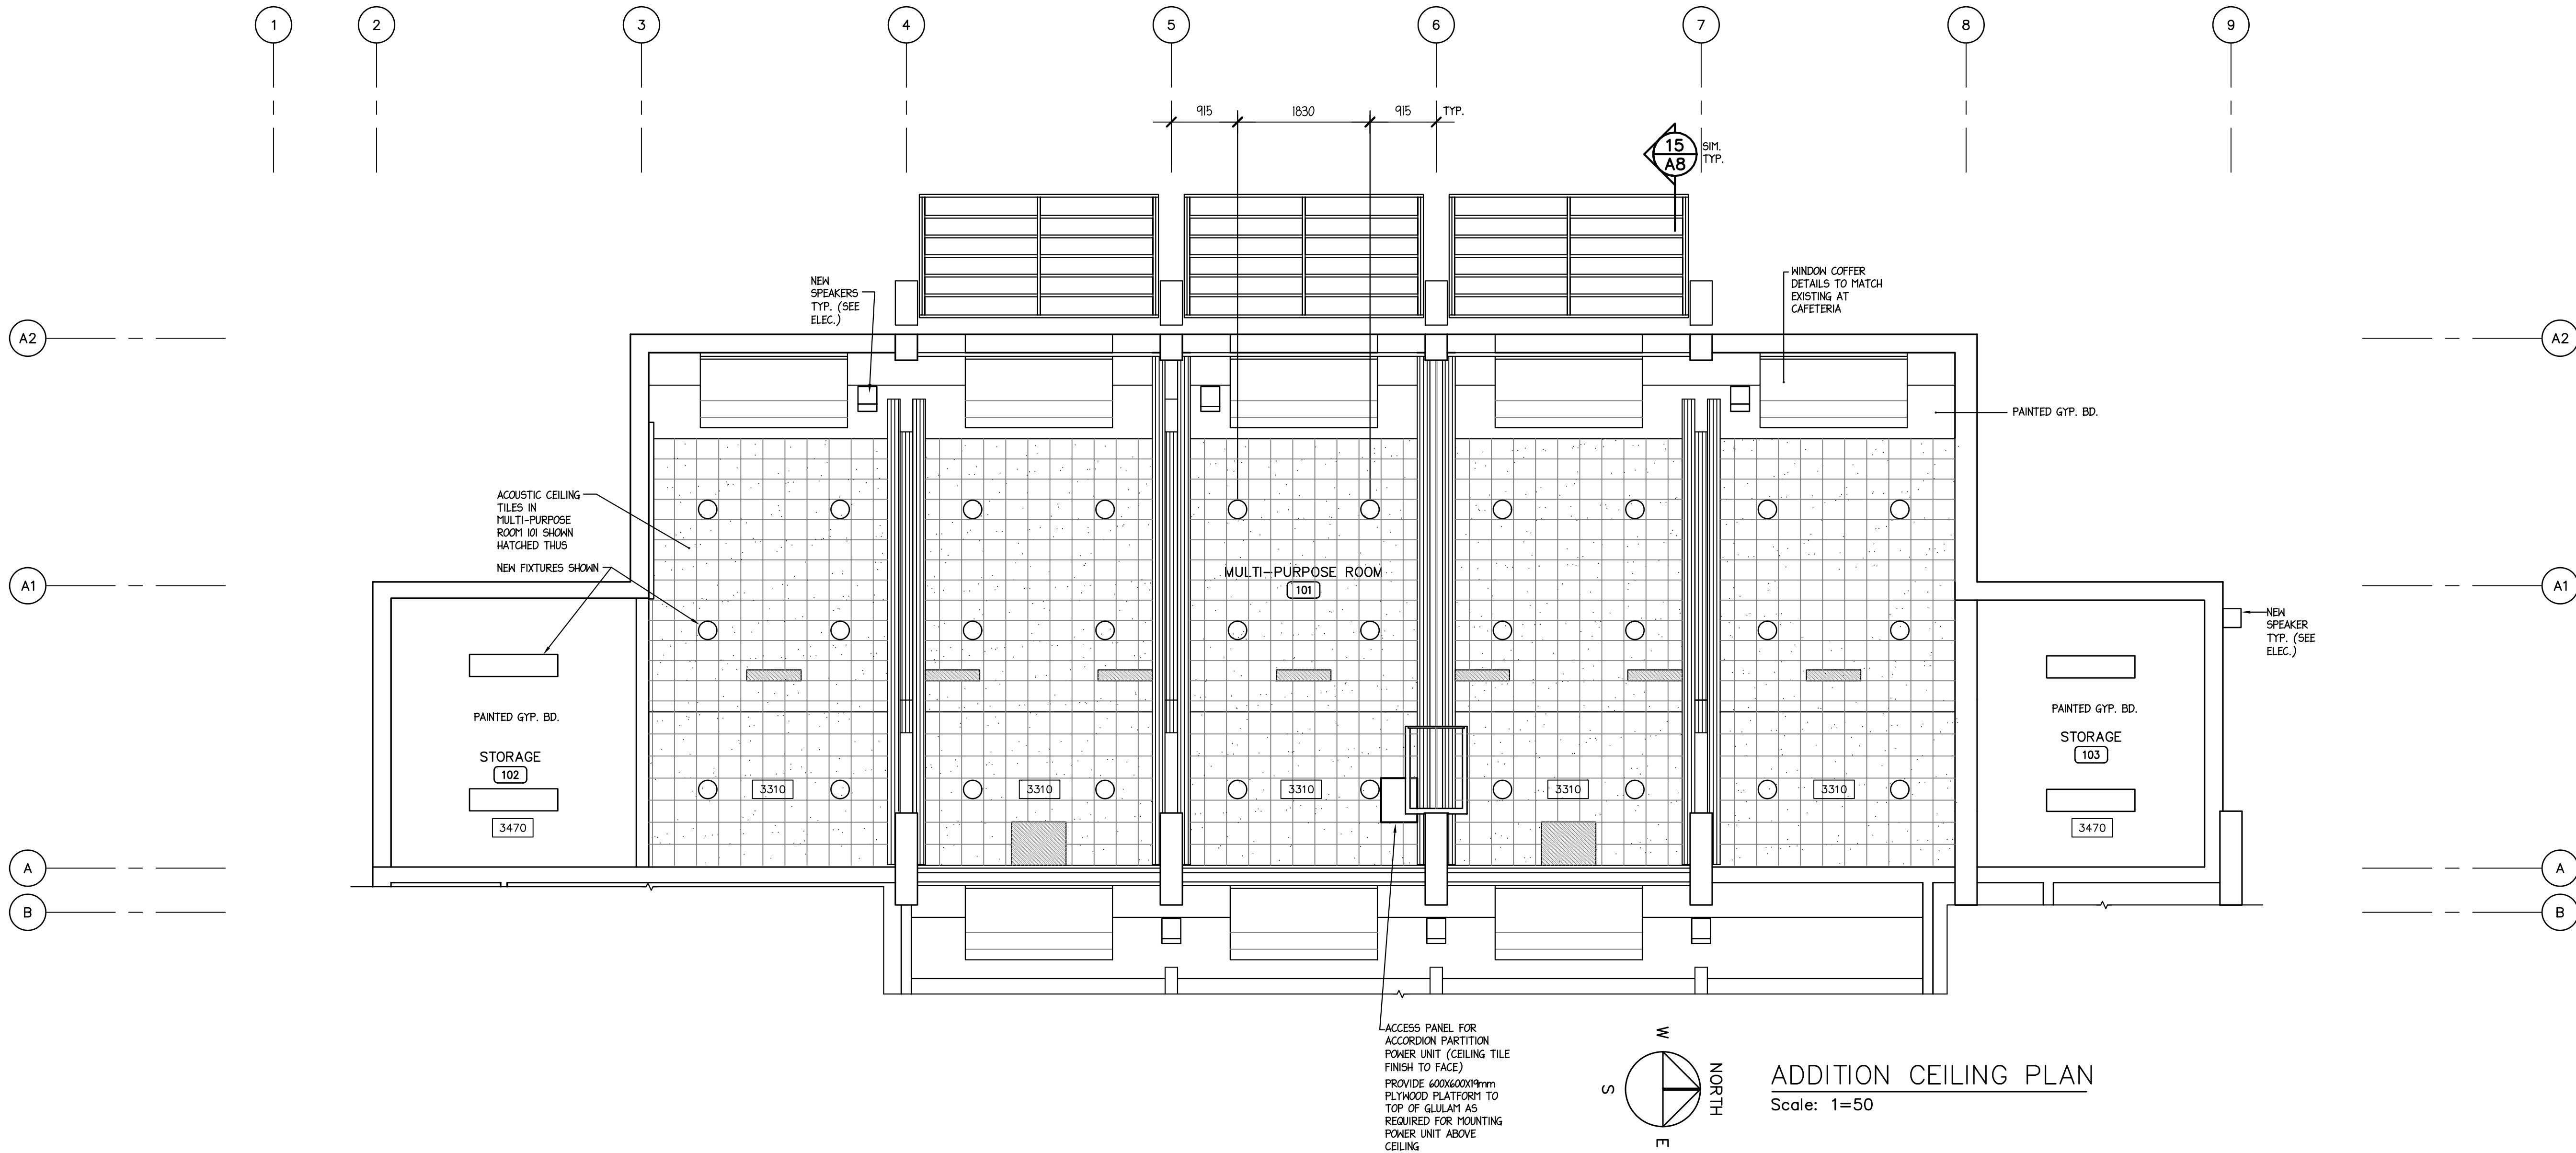 1 2 3 4 5 6 7 8 9
915 1830 915 TYP.
15
A8
SIM.
TYP.
NEW
SPEAKERS
TYP. (SEE
ELEC.)
WINDOW COFFER
DETAILS TO MATCH
EXISTING AT
CAFETERIA
A2 A2
PAINTED GYP. BD.
ACOUSTIC CEILING
TILES IN
MULTI-PURPOSE
ROOM 101 SHOWN
HATCHED THUS
NEW FIXTURES SHOWN
MULTI-PURPOSE ROOM
101
A1 A1
NEW
SPEAKER
TYP. (SEE
ELEC.)
PAINTED GYP. BD.
STORAGE
102
3470
3310 3310 3310 3310 3310
PAINTED GYP. BD.
STORAGE
103
3470
A A
B B
ACCESS PANEL FOR
ACCORDION PARTITION
POWER UNIT (CEILING TILE
FINISH TO FACE)
PROVIDE 600X600X19mm
PLYWOOD PLATFORM TO
TOP OF GLULAM AS
REQUIRED FOR MOUNTING
POWER UNIT ABOVE
CEILING
W
S
NORTH
E
ADDITION CEILING PLAN
Scale: 1=50